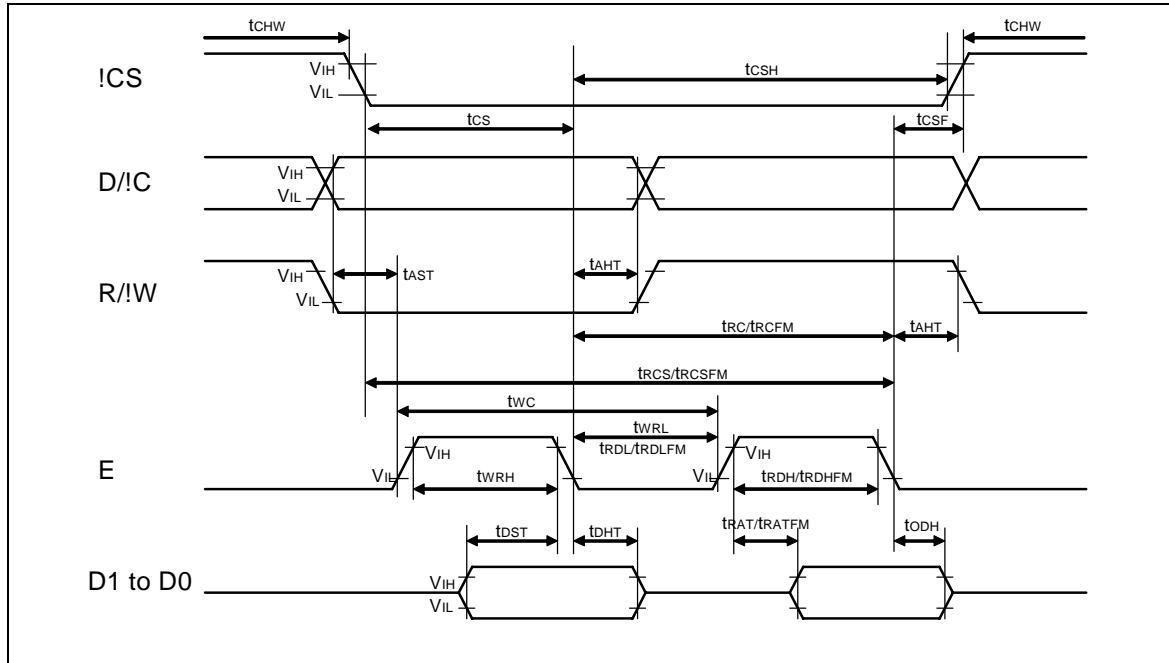 tCHW tCHW
!CS VIH tCSH
VIL
tCS tCSF
D/!C VIH
VIL
R/!W VIH tAST tAHT
VIL
tRC/tRCFM tAHT
tRCS/tRCSFM
tWC
tWRL
E VIH tRDL/tRDLFM VIH
VIL tWRH VIL tRDH/tRDHFM
tDST tDHT tRAT/tRATFM tODH
D1 to D0 VIH
VIL